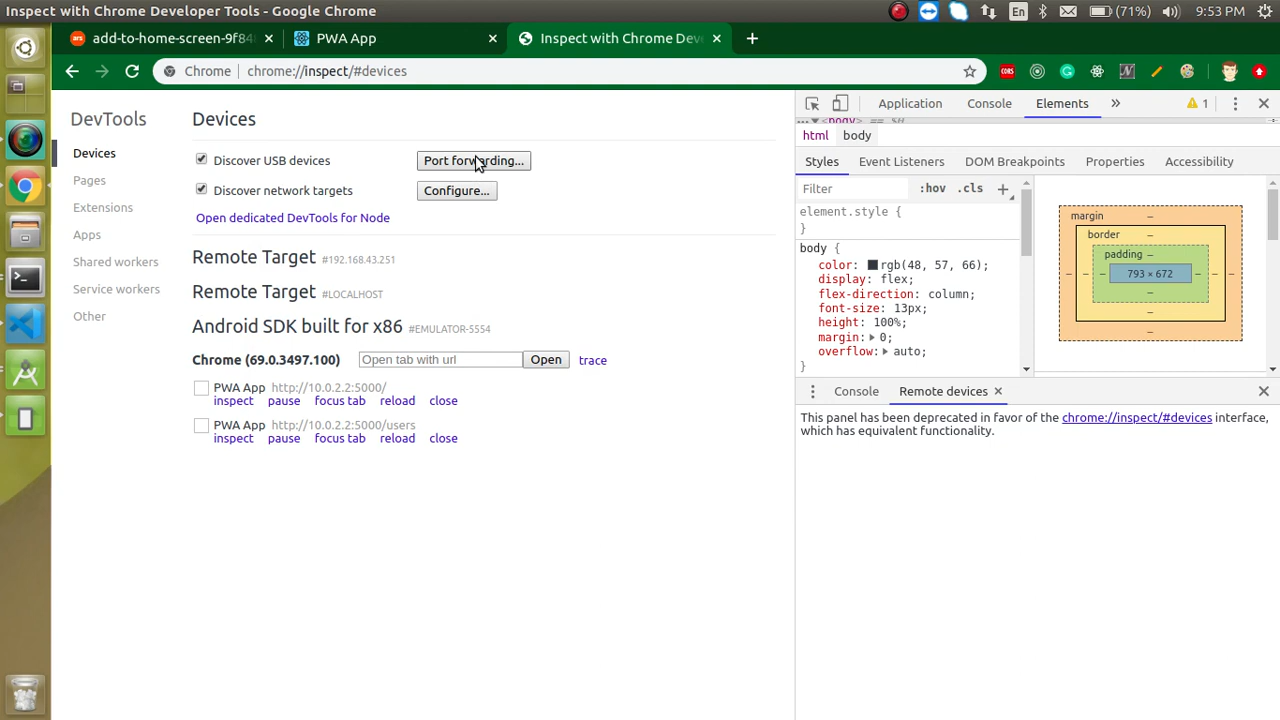 Inspect with Chrome Developer Tools - Google Chrome
En
(71%)
9:53 PM
add-to-home-screen-9f84
PWA App
Inspect with Chrome Dev
Chrome
chrome://inspect/#devices
DevTools
Devices
Pages
Extensions
Apps
Shared workers
Service workers
Other
Devices
Discover USB devices
Port forwarding...
Discover network targets
Configure...
Open dedicated DevTools for Node
Remote Target #192.168.43.251
Remote Target #LOCALHOST
Android SDK built for x86 #EMULATOR-5554
Chrome (69.0.3497.100)
Open tab with url
Open
trace
PWA App http://10.0.2.2:5000/
inspect pause focus tab reload close
PWA App http://10.0.2.2:5000/users
inspect pause focus tab reload close
Application
Console
Elements
1
html body
Styles
Event Listeners
DOM Breakpoints
Properties
Accessibility
Filter
:hov .cls
element.style {
}
body {
color: rgb(48, 57, 66);
display: flex;
flex-direction: column;
font-size: 13px;
height: 100%;
margin: 0;
overflow: auto;
}
margin
border
padding
793 × 672
Console
Remote devices
This panel has been deprecated in favor of the chrome://inspect/#devices interface,
which has equivalent functionality.